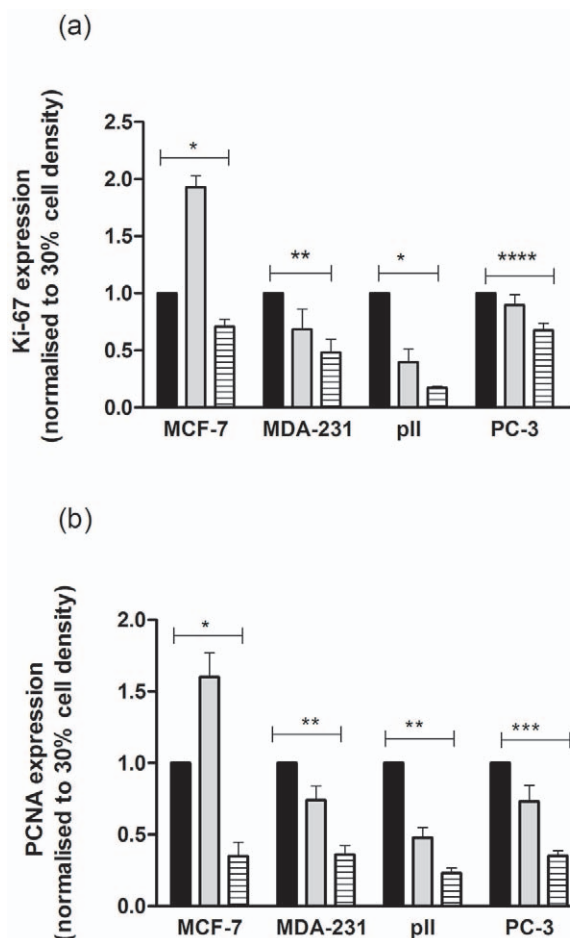 (a)
Ki-67 expression
(normalised to 30% cell density)
2.5
2.0
1.5
1.0
0.5
0.0
*
**
*
****
MCF-7 MDA-231 pII PC-3
(b)
PCNA expression
(normalised to 30% cell density)
2.0
1.5
1.0
0.5
0.0
*
**
**
***
MCF-7 MDA-231 pII PC-3